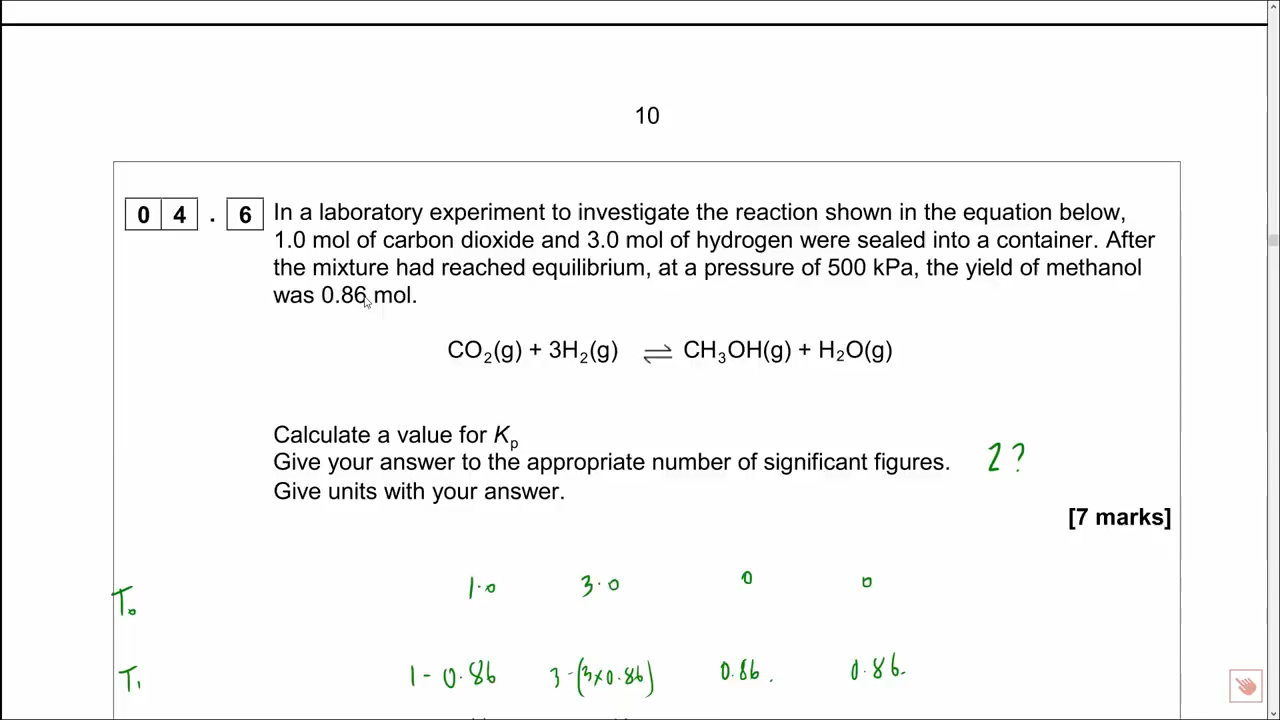 10
04.6 In a laboratory experiment to investigate the reaction shown in the equation below,
1.0 mol of carbon dioxide and 3.0 mol of hydrogen were sealed into a container. After
the mixture had reached equilibrium, at a pressure of 500 kPa, the yield of methanol
was 0.86 mol.
CO₂(g) + 3H₂(g) ⇌ CH₃OH(g) + H₂O(g)
Calculate a value for Kₚ
Give your answer to the appropriate number of significant figures. 2?
Give units with your answer.
[7 marks]
T₀ 1.0 3.0 0 0
T₁ 1 - 0.86 3 - (3×0.86) 0.86. 0.86.